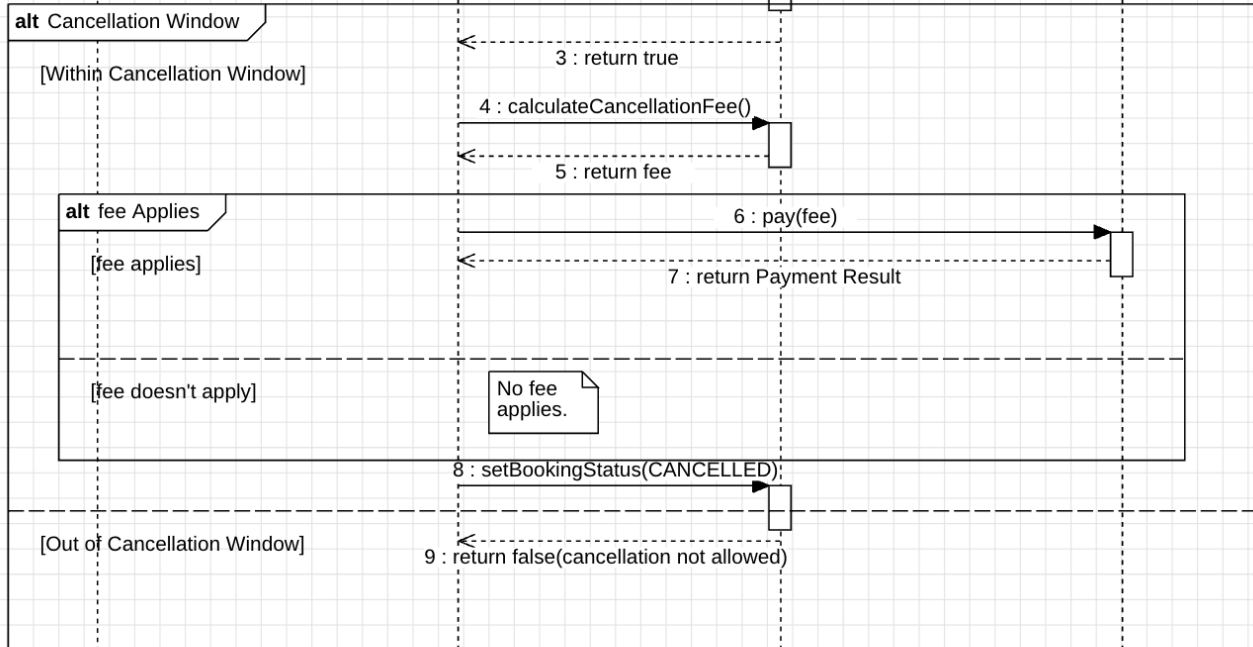 alt Cancellation Window
3 : return true
[Within Cancellation Window]
4 : calculateCancellationFee()
5 : return fee
alt fee Applies
6 : pay(fee)
[fee applies]
7 : return Payment Result
[fee doesn't apply]
No fee
applies.
8 : setBookingStatus(CANCELLED)
[Out of Cancellation Window]
9 : return false(cancellation not allowed)